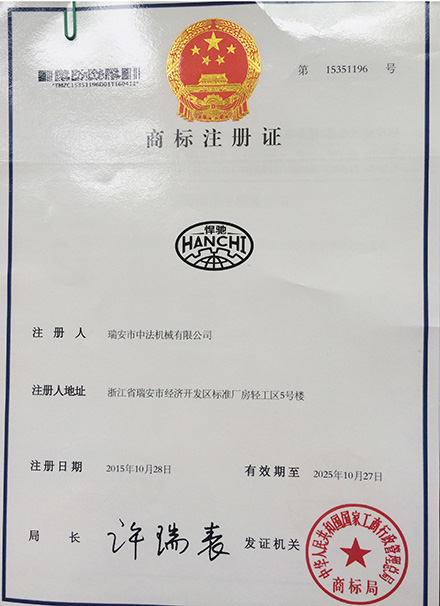 第 15351196 号
*TMZC15351196D01T160411*
商标注册证
悍驰
HANCHI
注册人 瑞安市中法机械有限公司
注册人地址 浙江省瑞安市经济开发区标准厂房轻工区5号楼
注册日期 2015年10月28日 有效期至 2025年10月27日
局长 许瑞表 发证机关
中华人民共和国国家工商行政管理总局
商标局